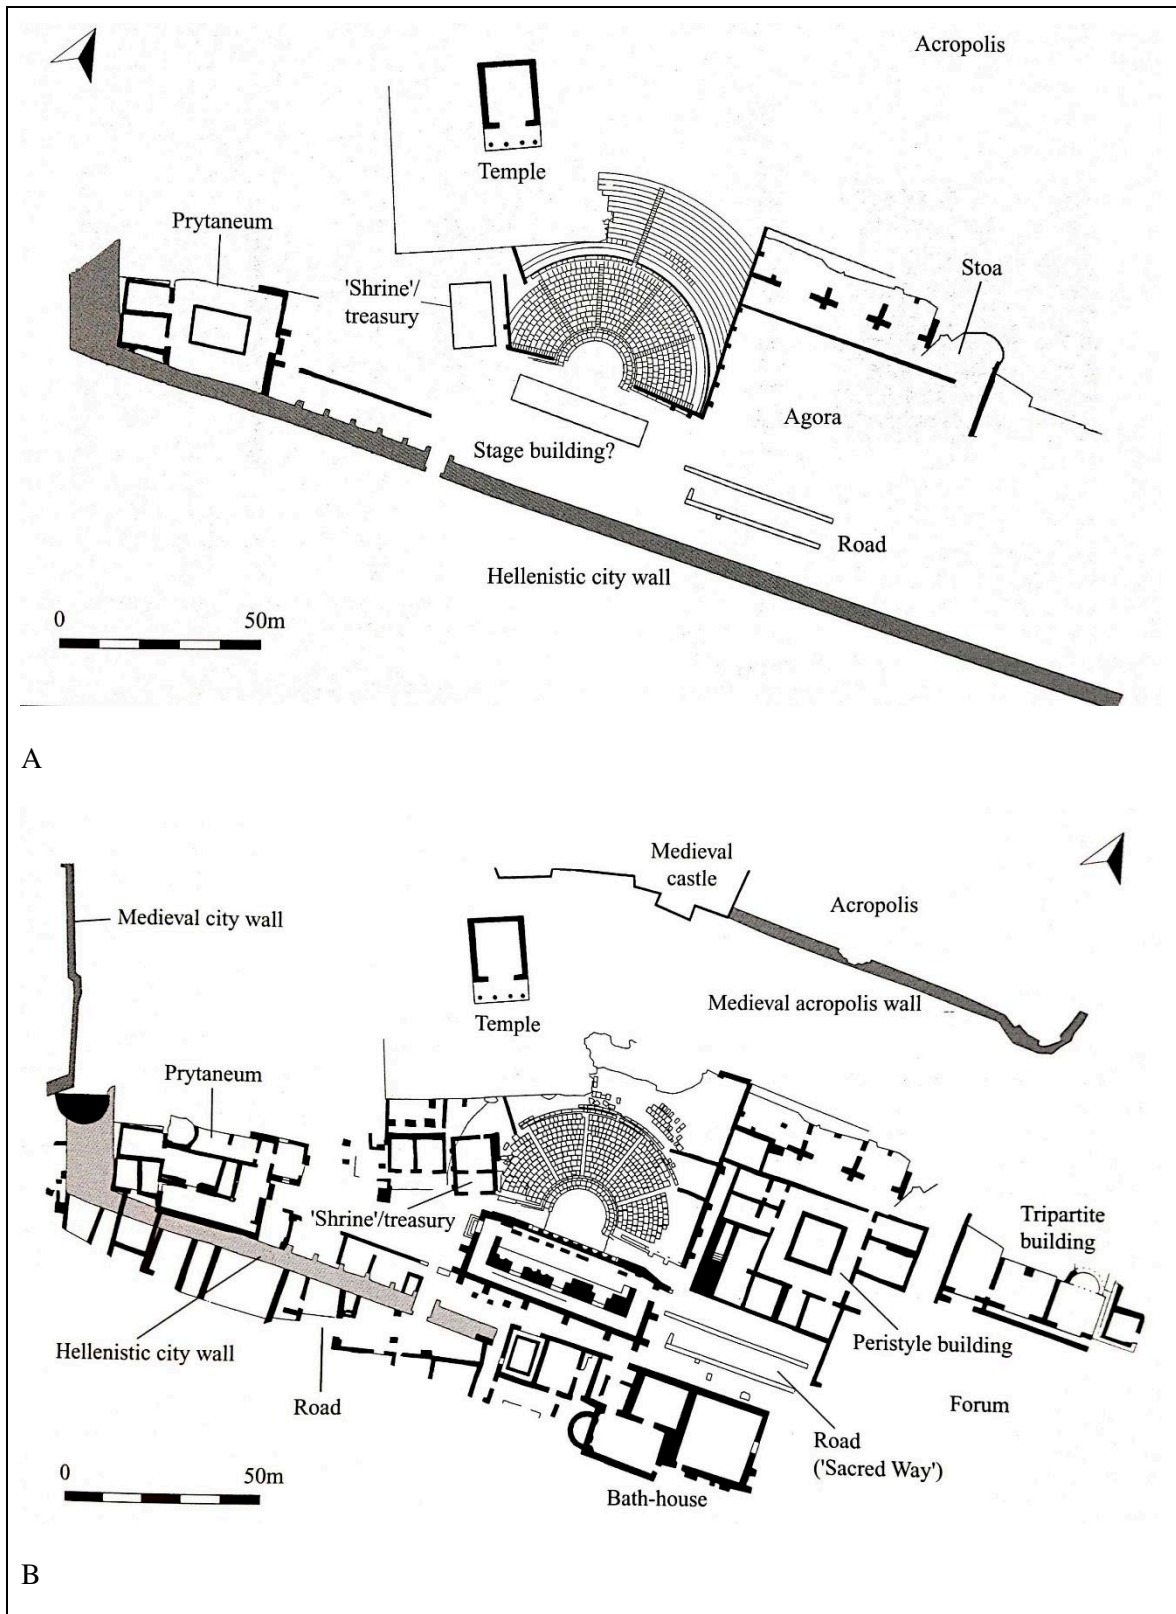 Acropolis
Temple
Prytaneum
'Shrine'/
treasury
Stoa
Agora
Stage building?
Road
Hellenistic city wall
0 50m
A
Medieval
castle
Medieval city wall
Acropolis
Medieval acropolis wall
Temple
Prytaneum
'Shrine'/treasury
Tripartite
building
Hellenistic city wall
Peristyle building
Road
Forum
Road
('Sacred Way')
0 50m
Bath-house
B